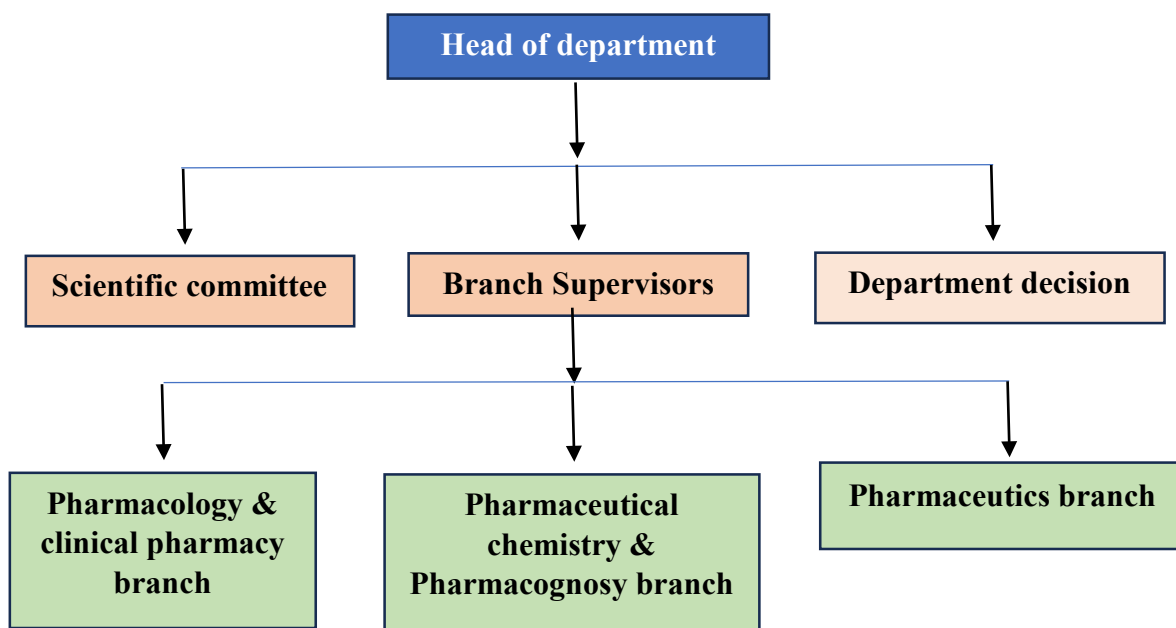 Head of department
Scientific committee
Branch Supervisors
Department decision
Pharmacology &
clinical pharmacy
branch
Pharmaceutical
chemistry &
Pharmacognosy branch
Pharmaceutics branch